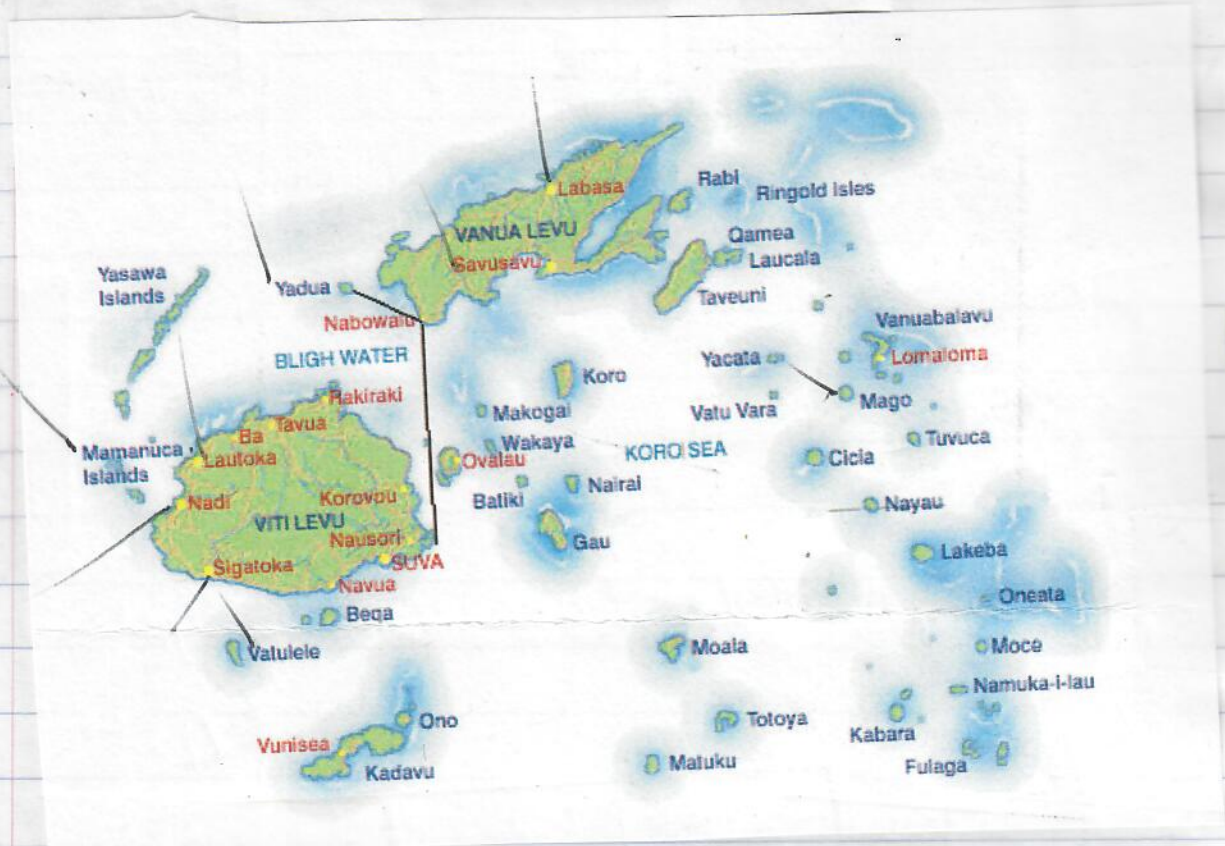 Labasa
Rabi
Ringold Isles
VANUA LEVU
Qamea
Laucala
Savusavu
Yasawa
Islands
Yadua
Taveuni
Nabowalu
Vanuabalavu
BLIGH WATER
Yacata
Lomaloma
Koro
Rakiraki
Makogai
Vatu Vara
Mago
Tavua
Ba
Wakaya
KORO SEA
Tuvuca
Mamanuca
Islands
Lautoka
Ovalau
Cicia
Batiki
Nairai
Nadi
Korovou
Nayau
VITI LEVU
Nausori
Gau
Lakeba
Sigatoka
SUVA
Navua
Oneata
Beqa
Vatulele
Moala
Moce
Namuka-i-lau
Ono
Totoya
Kabara
Vunisea
Kadavu
Matuku
Fulaga